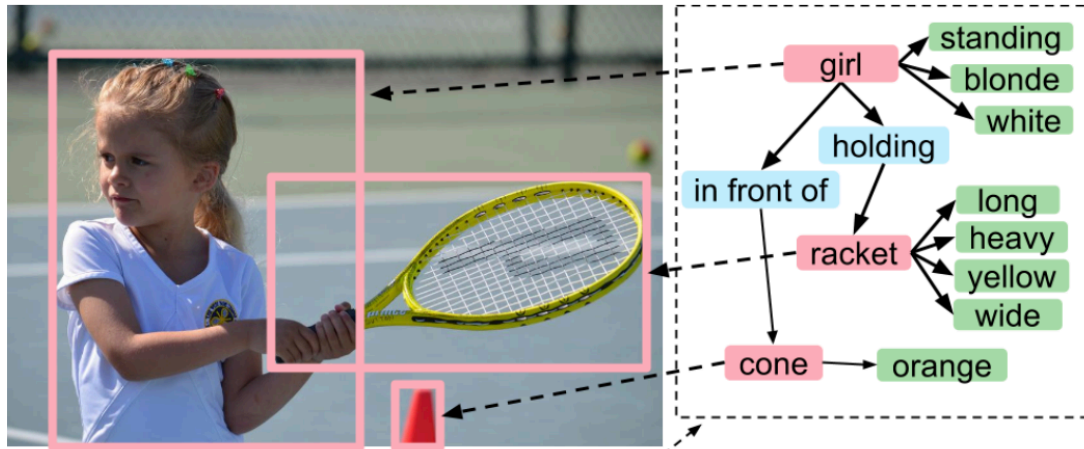 girl
standing
blonde
white
holding
in front of
racket
long
heavy
yellow
wide
cone
orange